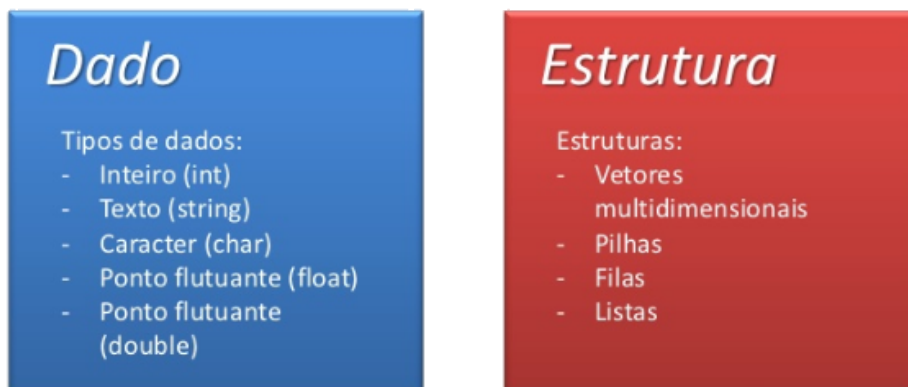 Dado
Tipos de dados:
- Inteiro (int)
- Texto (string)
- Caracter (char)
- Ponto flutuante (float)
- Ponto flutuante
(double)
Estrutura
Estruturas:
- Vetores
multidimensionais
- Pilhas
- Filas
- Listas